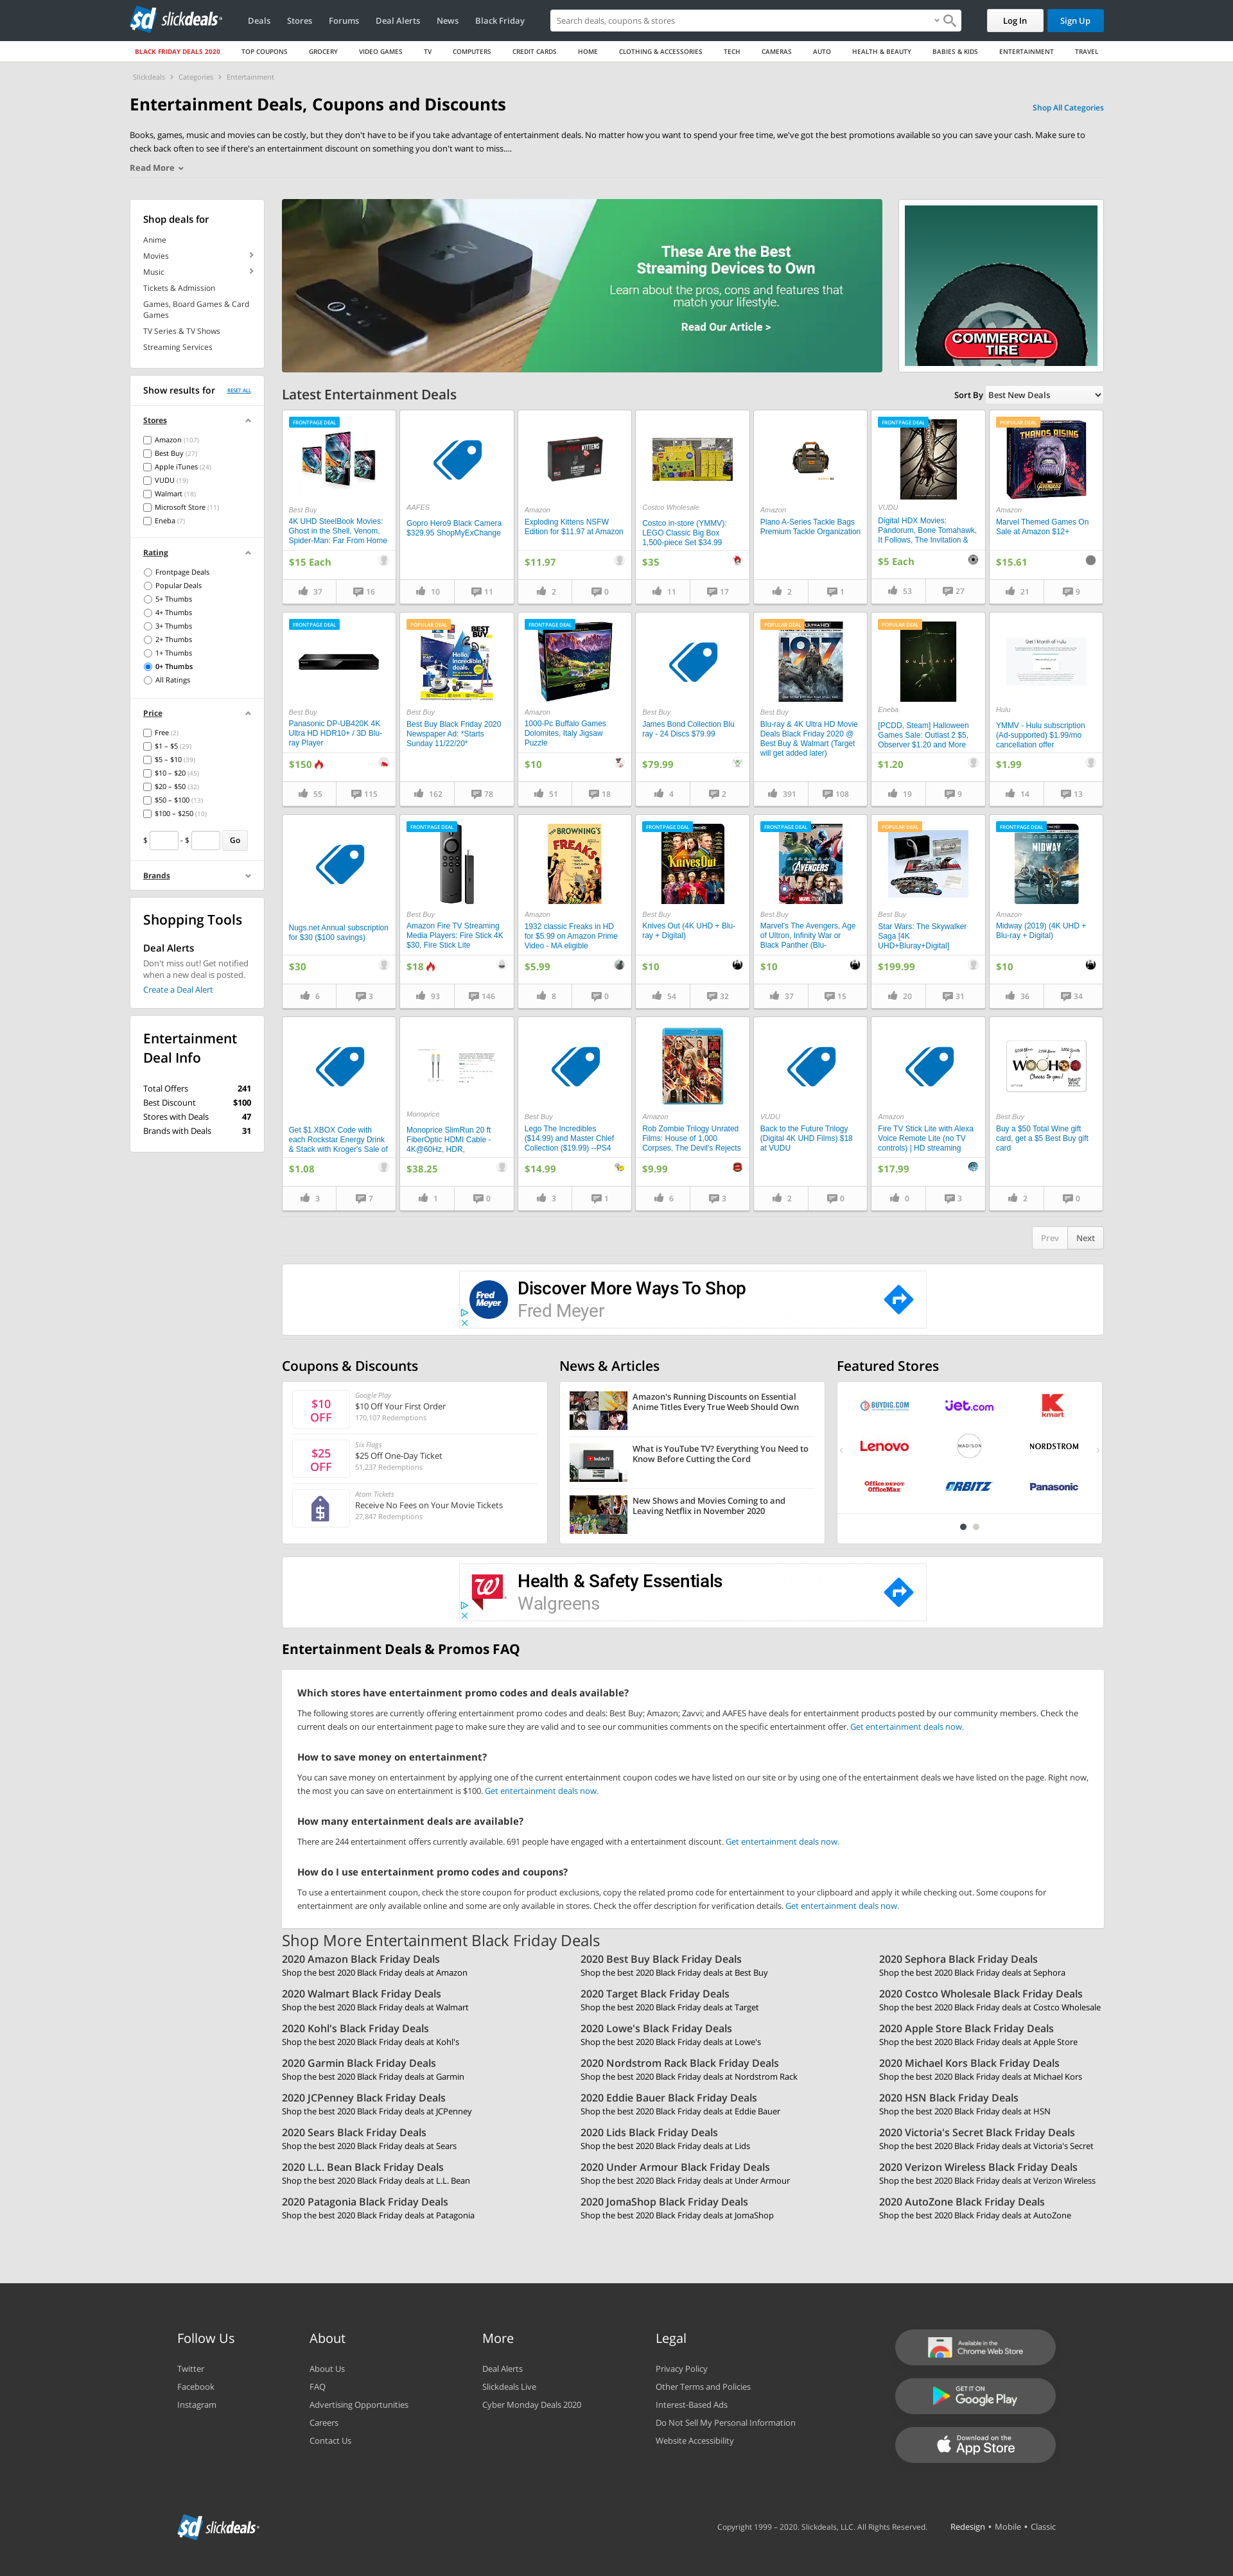 slickdeals
Deals
Stores
Forums
Deal Alerts
News
Black Friday
Search deals, coupons & stores
Log In
Sign Up
BLACK FRIDAY DEALS 2020
TOP COUPONS
GROCERY
VIDEO GAMES
TV
COMPUTERS
CREDIT CARDS
HOME
CLOTHING & ACCESSORIES
TECH
CAMERAS
AUTO
HEALTH & BEAUTY
BABIES & KIDS
ENTERTAINMENT
TRAVEL
Slickdeals > Categories > Entertainment
Entertainment Deals, Coupons and Discounts
Shop All Categories
Books, games, music and movies can be costly, but they don't have to be if you take advantage of entertainment deals. No matter how you want to spend your free time, we've got the best promotions available so you can save your cash. Make sure to
check back often to see if there's an entertainment discount on something you don't want to miss....
Read More
Shop deals for
Anime
Movies
Music
Tickets & Admission
Games, Board Games & Card
Games
TV Series & TV Shows
Streaming Services
These Are the Best
Streaming Devices to Own
Learn about the pros, cons and features that
match your lifestyle.
Read Our Article >
COMMERCIAL
TIRE
Show results for
RESET ALL
Stores
Amazon (107)
Best Buy (27)
Apple iTunes (24)
VUDU (19)
Walmart (18)
Microsoft Store (11)
Eneba (7)
Rating
Frontpage Deals
Popular Deals
5+ Thumbs
4+ Thumbs
3+ Thumbs
2+ Thumbs
1+ Thumbs
0+ Thumbs
All Ratings
Price
Free (2)
$1 – $5 (29)
$5 – $10 (39)
$10 – $20 (45)
$20 – $50 (32)
$50 – $100 (13)
$100 – $250 (10)
$ - $ Go
Brands
Shopping Tools
Deal Alerts
Don't miss out! Get notified
when a new deal is posted.
Create a Deal Alert
Entertainment
Deal Info
Total Offers 241
Best Discount $100
Stores with Deals 47
Brands with Deals 31
Latest Entertainment Deals
Sort By Best New Deals
FRONTPAGE DEAL
Best Buy
4K UHD SteelBook Movies:
Ghost in the Shell, Venom,
Spider-Man: Far From Home
$15 Each
37 16
AAFES
Gopro Hero9 Black Camera
$329.95 ShopMyExChange
10 11
Amazon
Exploding Kittens NSFW
Edition for $11.97 at Amazon
$11.97
2 0
Costco Wholesale
Costco in-store (YMMV):
LEGO Classic Big Box
1,500-piece Set $34.99
$35
11 17
Amazon
Plano A-Series Tackle Bags
Premium Tackle Organization
2 1
FRONTPAGE DEAL
VUDU
Digital HDX Movies:
Pandorum, Bone Tomahawk,
It Follows, The Invitation &
$5 Each
53 27
POPULAR DEAL
THANOS RISING
AVENGERS
Amazon
Marvel Themed Games On
Sale at Amazon $12+
$15.61
21 9
FRONTPAGE DEAL
Best Buy
Panasonic DP-UB420K 4K
Ultra HD HDR10+ / 3D Blu-
ray Player
$150
55 115
POPULAR DEAL
BEST BUY
Hello, incredible deals.
Best Buy
Best Buy Black Friday 2020
Newspaper Ad: *Starts
Sunday 11/22/20*
162 78
FRONTPAGE DEAL
Amazon
1000-Pc Buffalo Games
Dolomites, Italy Jigsaw
Puzzle
$10
51 18
Best Buy
James Bond Collection Blu
ray - 24 Discs $79.99
$79.99
4 2
POPULAR DEAL
1917
Best Buy
Blu-ray & 4K Ultra HD Movie
Deals Black Friday 2020 @
Best Buy & Walmart (Target
will get added later)
391 108
POPULAR DEAL
OUTLAST
Eneba
[PCDD, Steam] Halloween
Games Sale: Outlast 2 $5,
Observer $1.20 and More
$1.20
19 9
Get 1 Month of Hulu
Hulu
YMMV - Hulu subscription
(Ad-supported) $1.99/mo
cancellation offer
$1.99
14 13
Nugs.net Annual subscription
for $30 ($100 savings)
$30
6 3
FRONTPAGE DEAL
Best Buy
Amazon Fire TV Streaming
Media Players: Fire Stick 4K
$30, Fire Stick Lite
$18
93 146
BROWNING'S
FREAKS
Amazon
1932 classic Freaks in HD
for $5.99 on Amazon Prime
Video - MA eligible
$5.99
8 0
FRONTPAGE DEAL
KNIVES OUT
Best Buy
Knives Out (4K UHD + Blu-
ray + Digital)
$10
54 32
FRONTPAGE DEAL
AVENGERS
Best Buy
Marvel's The Avengers, Age
of Ultron, Infinity War or
Black Panther (Blu-
$10
37 15
POPULAR DEAL
Best Buy
Star Wars: The Skywalker
Saga [4K
UHD+Bluray+Digital]
$199.99
20 31
FRONTPAGE DEAL
MIDWAY
Amazon
Midway (2019) (4K UHD +
Blu-ray + Digital)
$10
36 34
Get $1 XBOX Code with
each Rockstar Energy Drink
& Stack with Kroger's Sale of
$1.08
3 7
Monoprice
Monoprice SlimRun 20 ft
FiberOptic HDMI Cable -
4K@60Hz, HDR,
$38.25
1 0
Best Buy
Lego The Incredibles
($14.99) and Master Chief
Collection ($19.99) --PS4
$14.99
3 1
Amazon
Rob Zombie Trilogy Unrated
Films: House of 1,000
Corpses, The Devil's Rejects
$9.99
6 3
VUDU
Back to the Future Trilogy
(Digital 4K UHD Films) $18
at VUDU
2 0
Amazon
Fire TV Stick Lite with Alexa
Voice Remote Lite (no TV
controls) | HD streaming
$17.99
0 3
WOOHOO
Cheers to you!
Best Buy
Buy a $50 Total Wine gift
card, get a $5 Best Buy gift
card
2 0
Prev Next
Fred Meyer
Discover More Ways To Shop
Fred Meyer
Coupons & Discounts
$10
OFF
Google Play
$10 Off Your First Order
170,107 Redemptions
$25
OFF
Six Flags
$25 Off One-Day Ticket
51,237 Redemptions
Atom Tickets
Receive No Fees on Your Movie Tickets
27,847 Redemptions
News & Articles
Amazon's Running Discounts on Essential
Anime Titles Every True Weeb Should Own
YouTubeTV
What is YouTube TV? Everything You Need to
Know Before Cutting the Cord
New Shows and Movies Coming to and
Leaving Netflix in November 2020
Featured Stores
BUYDIG.COM
Jet.com
kmart
Lenovo
MADISON
NORDSTROM
Office DEPOT
OfficeMax
ORBITZ
Panasonic
Health & Safety Essentials
Walgreens
Entertainment Deals & Promos FAQ
Which stores have entertainment promo codes and deals available?
The following stores are currently offering entertainment promo codes and deals: Best Buy; Amazon; Zavvi; and AAFES have deals for entertainment products posted by our community members. Check the
current deals on our entertainment page to make sure they are valid and to see our communities comments on the specific entertainment offer. Get entertainment deals now.
How to save money on entertainment?
You can save money on entertainment by applying one of the current entertainment coupon codes we have listed on our site or by using one of the entertainment deals we have listed on the page. Right now,
the most you can save on entertainment is $100. Get entertainment deals now.
How many entertainment deals are available?
There are 244 entertainment offers currently available. 691 people have engaged with a entertainment discount. Get entertainment deals now.
How do I use entertainment promo codes and coupons?
To use a entertainment coupon, check the store coupon for product exclusions, copy the related promo code for entertainment to your clipboard and apply it while checking out. Some coupons for
entertainment are only available online and some are only available in stores. Check the offer description for verification details. Get entertainment deals now.
Shop More Entertainment Black Friday Deals
2020 Amazon Black Friday Deals
Shop the best 2020 Black Friday deals at Amazon
2020 Best Buy Black Friday Deals
Shop the best 2020 Black Friday deals at Best Buy
2020 Sephora Black Friday Deals
Shop the best 2020 Black Friday deals at Sephora
2020 Walmart Black Friday Deals
Shop the best 2020 Black Friday deals at Walmart
2020 Target Black Friday Deals
Shop the best 2020 Black Friday deals at Target
2020 Costco Wholesale Black Friday Deals
Shop the best 2020 Black Friday deals at Costco Wholesale
2020 Kohl's Black Friday Deals
Shop the best 2020 Black Friday deals at Kohl's
2020 Lowe's Black Friday Deals
Shop the best 2020 Black Friday deals at Lowe's
2020 Apple Store Black Friday Deals
Shop the best 2020 Black Friday deals at Apple Store
2020 Garmin Black Friday Deals
Shop the best 2020 Black Friday deals at Garmin
2020 Nordstrom Rack Black Friday Deals
Shop the best 2020 Black Friday deals at Nordstrom Rack
2020 Michael Kors Black Friday Deals
Shop the best 2020 Black Friday deals at Michael Kors
2020 JCPenney Black Friday Deals
Shop the best 2020 Black Friday deals at JCPenney
2020 Eddie Bauer Black Friday Deals
Shop the best 2020 Black Friday deals at Eddie Bauer
2020 HSN Black Friday Deals
Shop the best 2020 Black Friday deals at HSN
2020 Sears Black Friday Deals
Shop the best 2020 Black Friday deals at Sears
2020 Lids Black Friday Deals
Shop the best 2020 Black Friday deals at Lids
2020 Victoria's Secret Black Friday Deals
Shop the best 2020 Black Friday deals at Victoria's Secret
2020 L.L. Bean Black Friday Deals
Shop the best 2020 Black Friday deals at L.L. Bean
2020 Under Armour Black Friday Deals
Shop the best 2020 Black Friday deals at Under Armour
2020 Verizon Wireless Black Friday Deals
Shop the best 2020 Black Friday deals at Verizon Wireless
2020 Patagonia Black Friday Deals
Shop the best 2020 Black Friday deals at Patagonia
2020 JomaShop Black Friday Deals
Shop the best 2020 Black Friday deals at JomaShop
2020 AutoZone Black Friday Deals
Shop the best 2020 Black Friday deals at AutoZone
Follow Us
Twitter
Facebook
Instagram
About
About Us
FAQ
Advertising Opportunities
Careers
Contact Us
More
Deal Alerts
Slickdeals Live
Cyber Monday Deals 2020
Legal
Privacy Policy
Other Terms and Policies
Interest-Based Ads
Do Not Sell My Personal Information
Website Accessibility
Available in the
Chrome Web Store
GET IT ON
Google Play
Download on the
App Store
slickdeals
Copyright 1999 – 2020. Slickdeals, LLC. All Rights Reserved.
Redesign • Mobile • Classic